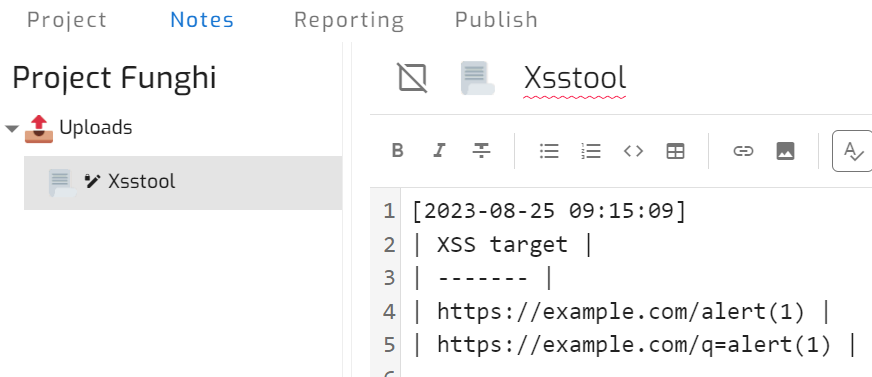 Project Notes Reporting Publish
Project Funghi
Uploads
Xsstool
Xsstool
B I
1 [2023-08-25 09:15:09]
2 | XSS target |
3 | ------- |
4 | https://example.com/alert(1) |
5 | https://example.com/q=alert(1) |